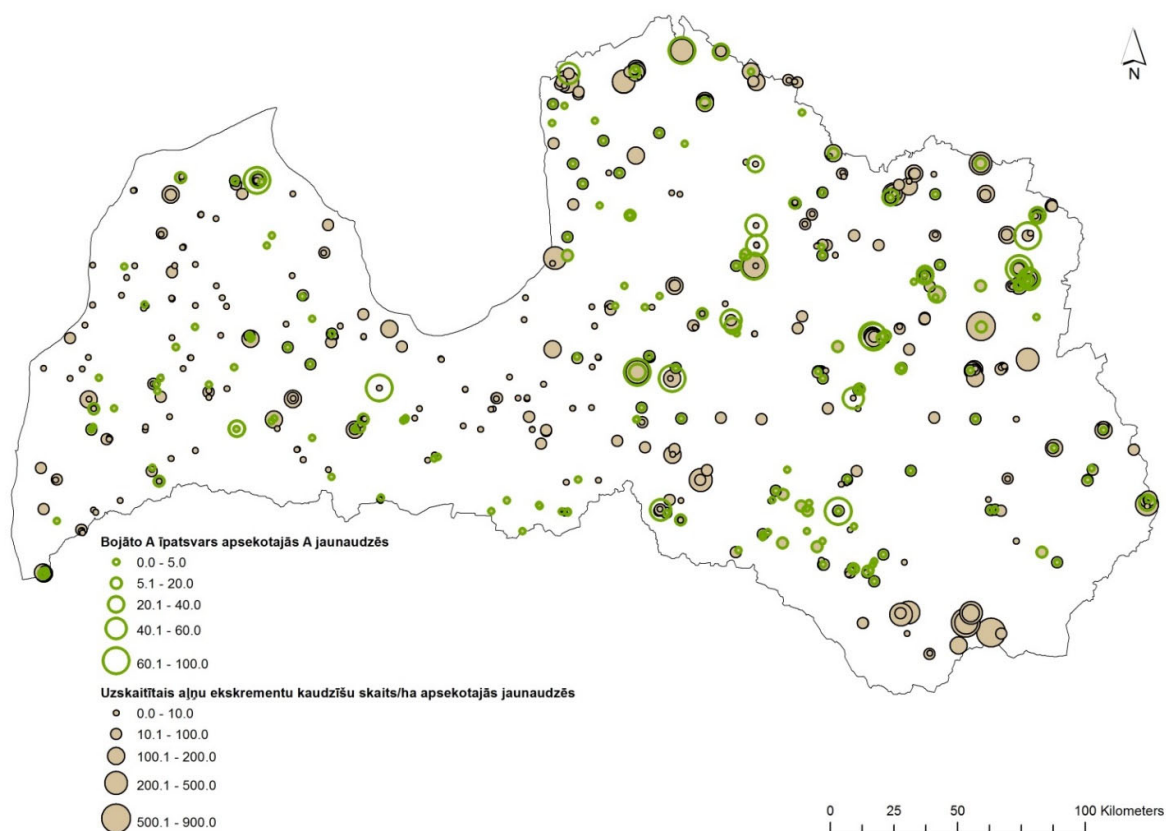 N
Bojāto A īpatsvars apsekotajās A jaunaudzēs
0.0 - 5.0
5.1 - 20.0
20.1 - 40.0
40.1 - 60.0
60.1 - 100.0
Uzskaitītais aļņu ekskrementu kaudzīšu skaits/ha apsekotajās jaunaudzēs
0.0 - 10.0
10.1 - 100.0
100.1 - 200.0
200.1 - 500.0
500.1 - 900.0
0 25 50 100 Kilometers